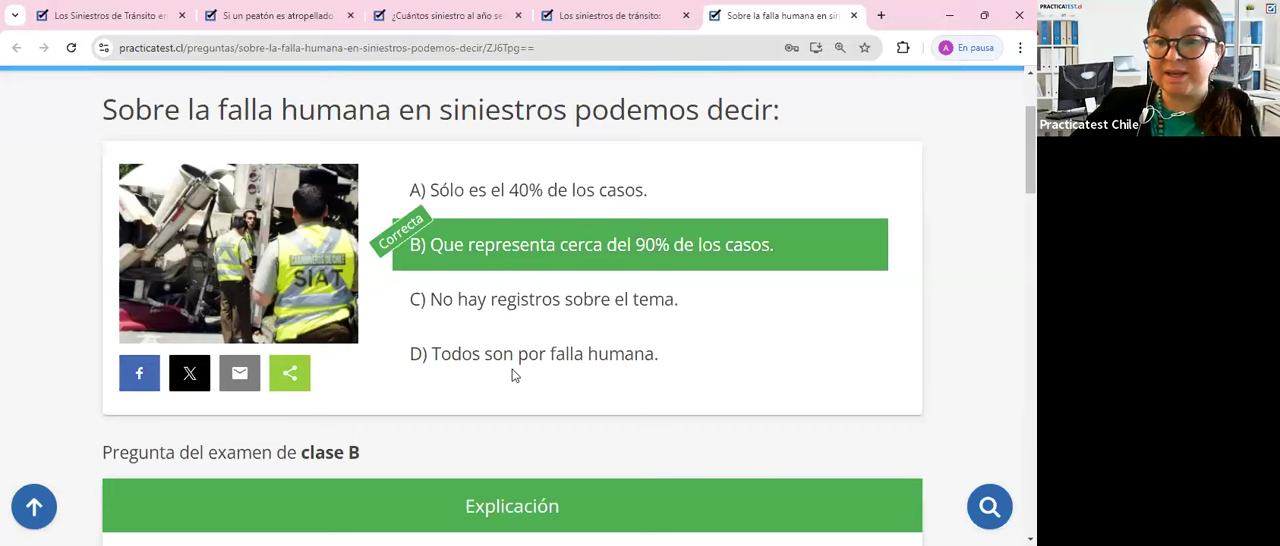 Los Siniestros de Tránsito en
Si un peatón es atropellado
¿Cuántos siniestro al año se
Los siniestros de tránsito:
Sobre la falla humana en sin
practicatest.cl/preguntas/sobre-la-falla-humana-en-siniestros-podemos-decir/ZJ6Tpg==
A
En pausa
PRACTICATEST.cl
Practicatest Chile
Sobre la falla humana en siniestros podemos decir:
CARABINEROS DE CHILE
SIAT
A) Sólo es el 40% de los casos.
Correcta
B) Que representa cerca del 90% de los casos.
C) No hay registros sobre el tema.
D) Todos son por falla humana.
Pregunta del examen de clase B
Explicación